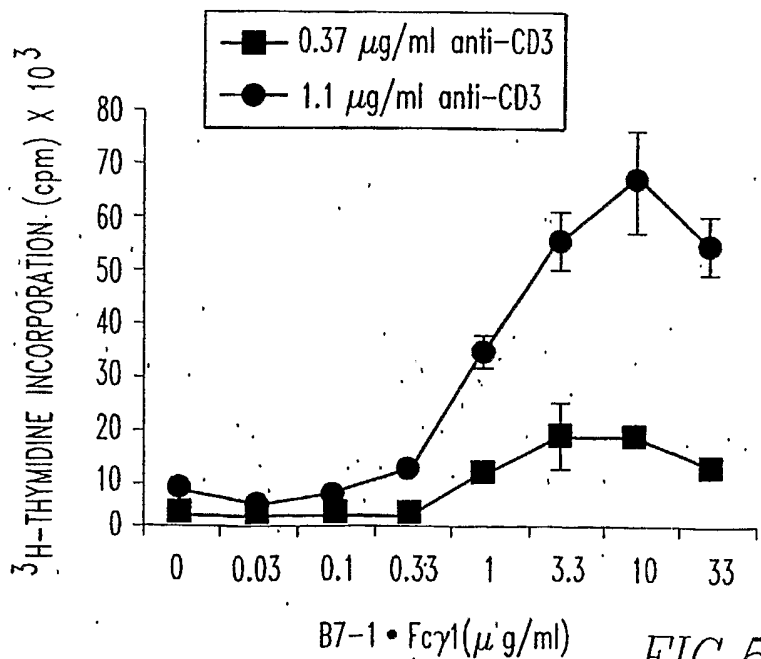 0.37 μg/ml anti-CD3
1.1 μg/ml anti-CD3
³H-THYMIDINE INCORPORATION (cpm) X 10³
80
70
60
50
40
30
20
10
0
0 0.03 0.1 0.33 1 3.3 10 33
B7-1 • Fcγ1(μg/ml)
FIG. 5